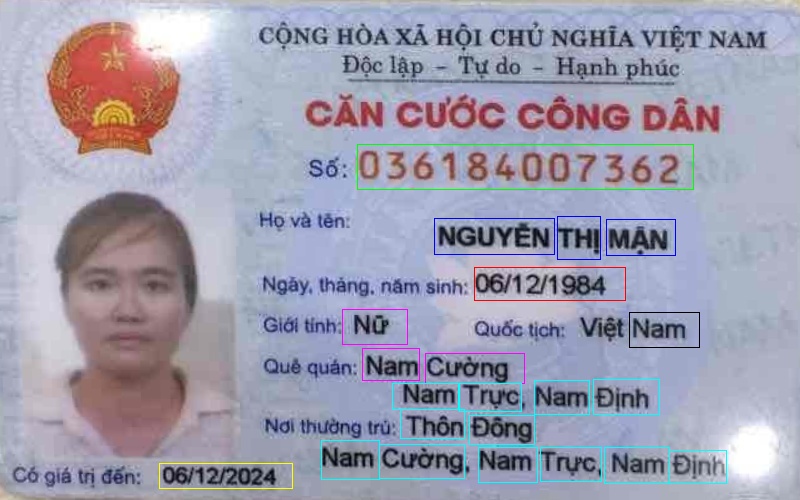 CỘNG HÒA XÃ HỘI CHỦ NGHĨA VIỆT NAM
Độc lập - Tự do - Hạnh phúc
CĂN CƯỚC CÔNG DÂN
Số: 036184007362
Họ và tên:
NGUYỄN THỊ MẬN
Ngày, tháng, năm sinh: 06/12/1984
Giới tính: Nữ Quốc tịch: Việt Nam
Quê quán: Nam Cường
Nam Trực, Nam Định
Nơi thường trú: Thôn Đông
Nam Cường, Nam Trực, Nam Định
Có giá trị đến: 06/12/2024